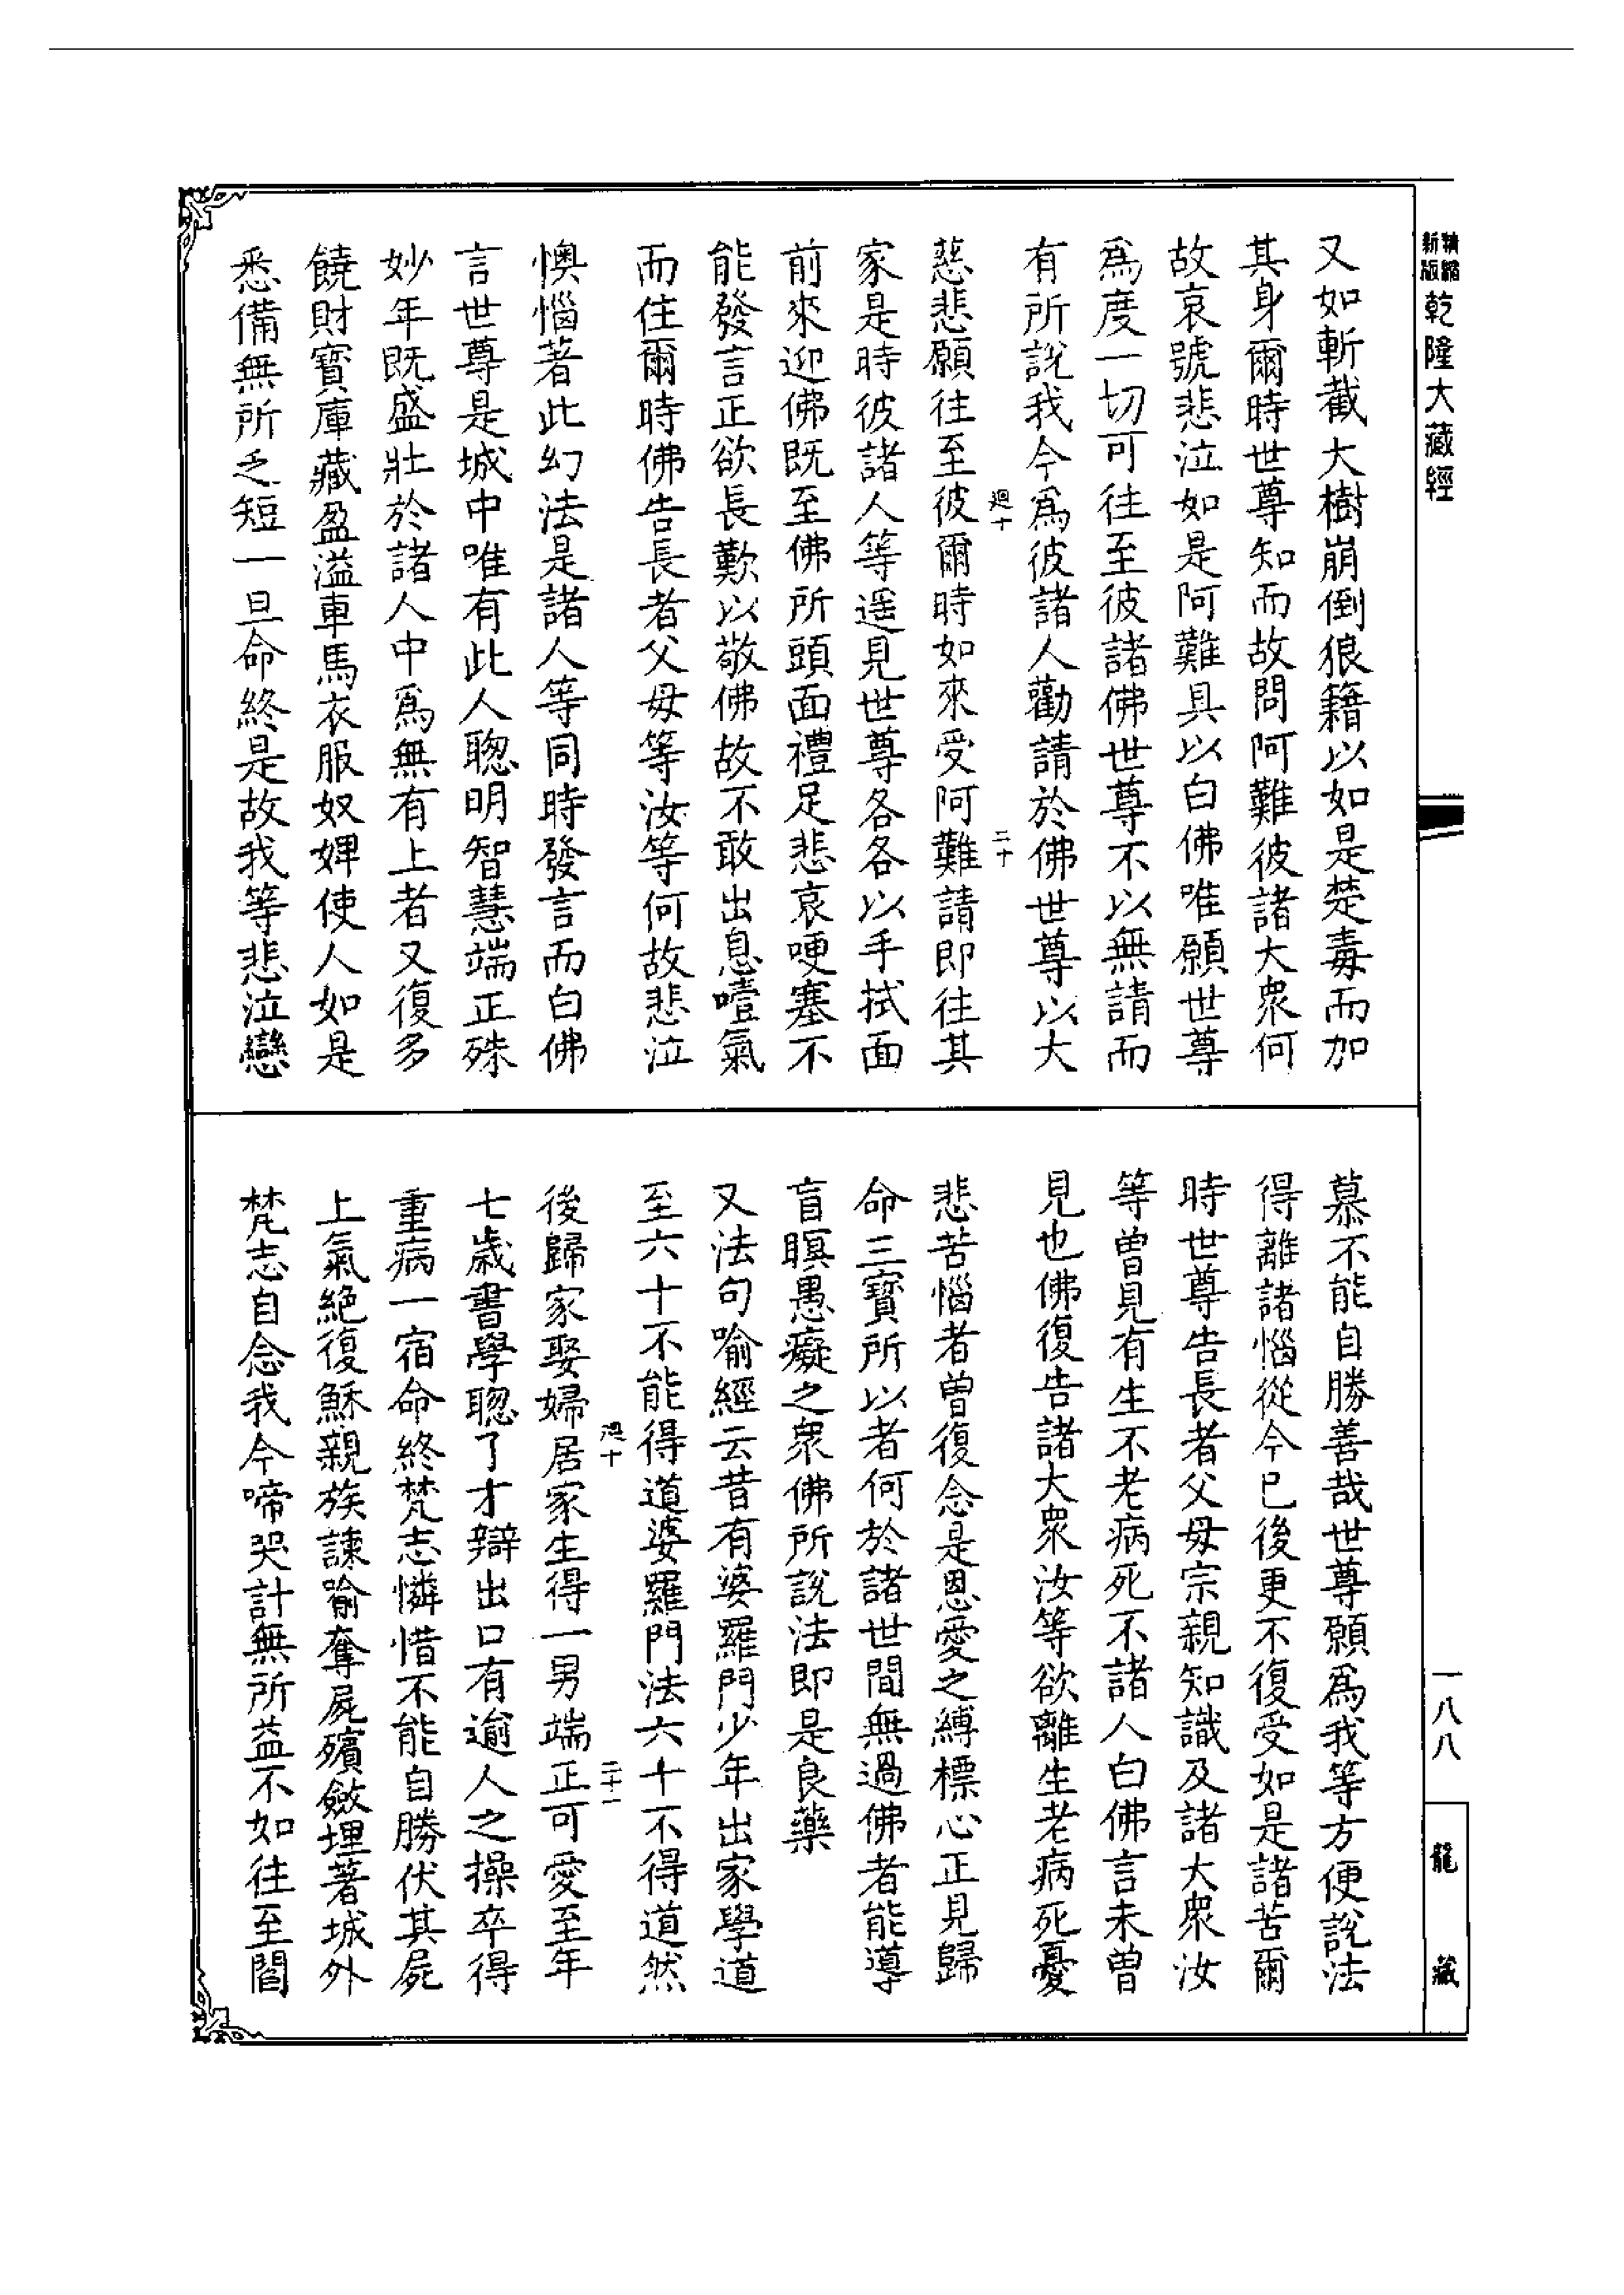 精縮新版乾隆大藏經
又如斬截大樹崩倒狼籍以如是楚毒而加
其身爾時世尊知而故問阿難彼諸大衆何
故哀號悲泣如是阿難具以白佛唯願世尊
爲度一切可往至彼諸佛世尊不以無請而
有所說我今爲彼諸人勸請於佛世尊以大
迴十
二十
慈悲願往至彼爾時如來受阿難請即往其
家是時彼諸人等遥見世尊各各以手拭面
前來迎佛既至佛所頭面禮足悲哀哽塞不
能發言正欲長歎以敬佛故不敢出息噎氣
而住爾時佛告長者父母等汝等何故悲泣
懊惱著此幻法是諸人等同時發言而白佛
言世尊是城中唯有此人聰明智慧端正殊
妙年既盛壯於諸人中爲無有上者又復多
饒財寶庫藏盈溢車馬衣服奴婢使人如是
悉備無所乏短一旦命終是故我等悲泣戀
慕不能自勝善哉世尊願爲我等方便說法
得離諸惱從今已後更不復受如是諸苦爾
時世尊告長者父母宗親知識及諸大衆汝
等曾見有生不老病死不諸人白佛言未曾
見也佛復告諸大衆汝等欲離生老病死憂
悲苦惱者曾復念是恩愛之縛標心正見歸
命三寶所以者何於諸世間無過佛者能導
盲瞑愚癡之衆佛所說法即是良藥
又法句喻經云昔有婆羅門少年出家學道
至六十不能得道婆羅門法六十不得道然
迴十
二十一
後歸家娶婦居家生得一男端正可愛至年
七歲書學聰了才辯出口有逾人之操卒得
重病一宿命終梵志憐惜不能自勝伏其屍
上氣絕復穌親族諫喻奪屍殯斂埋著城外
梵志自念我今啼哭計無所益不如往至閻
一八八
龍藏